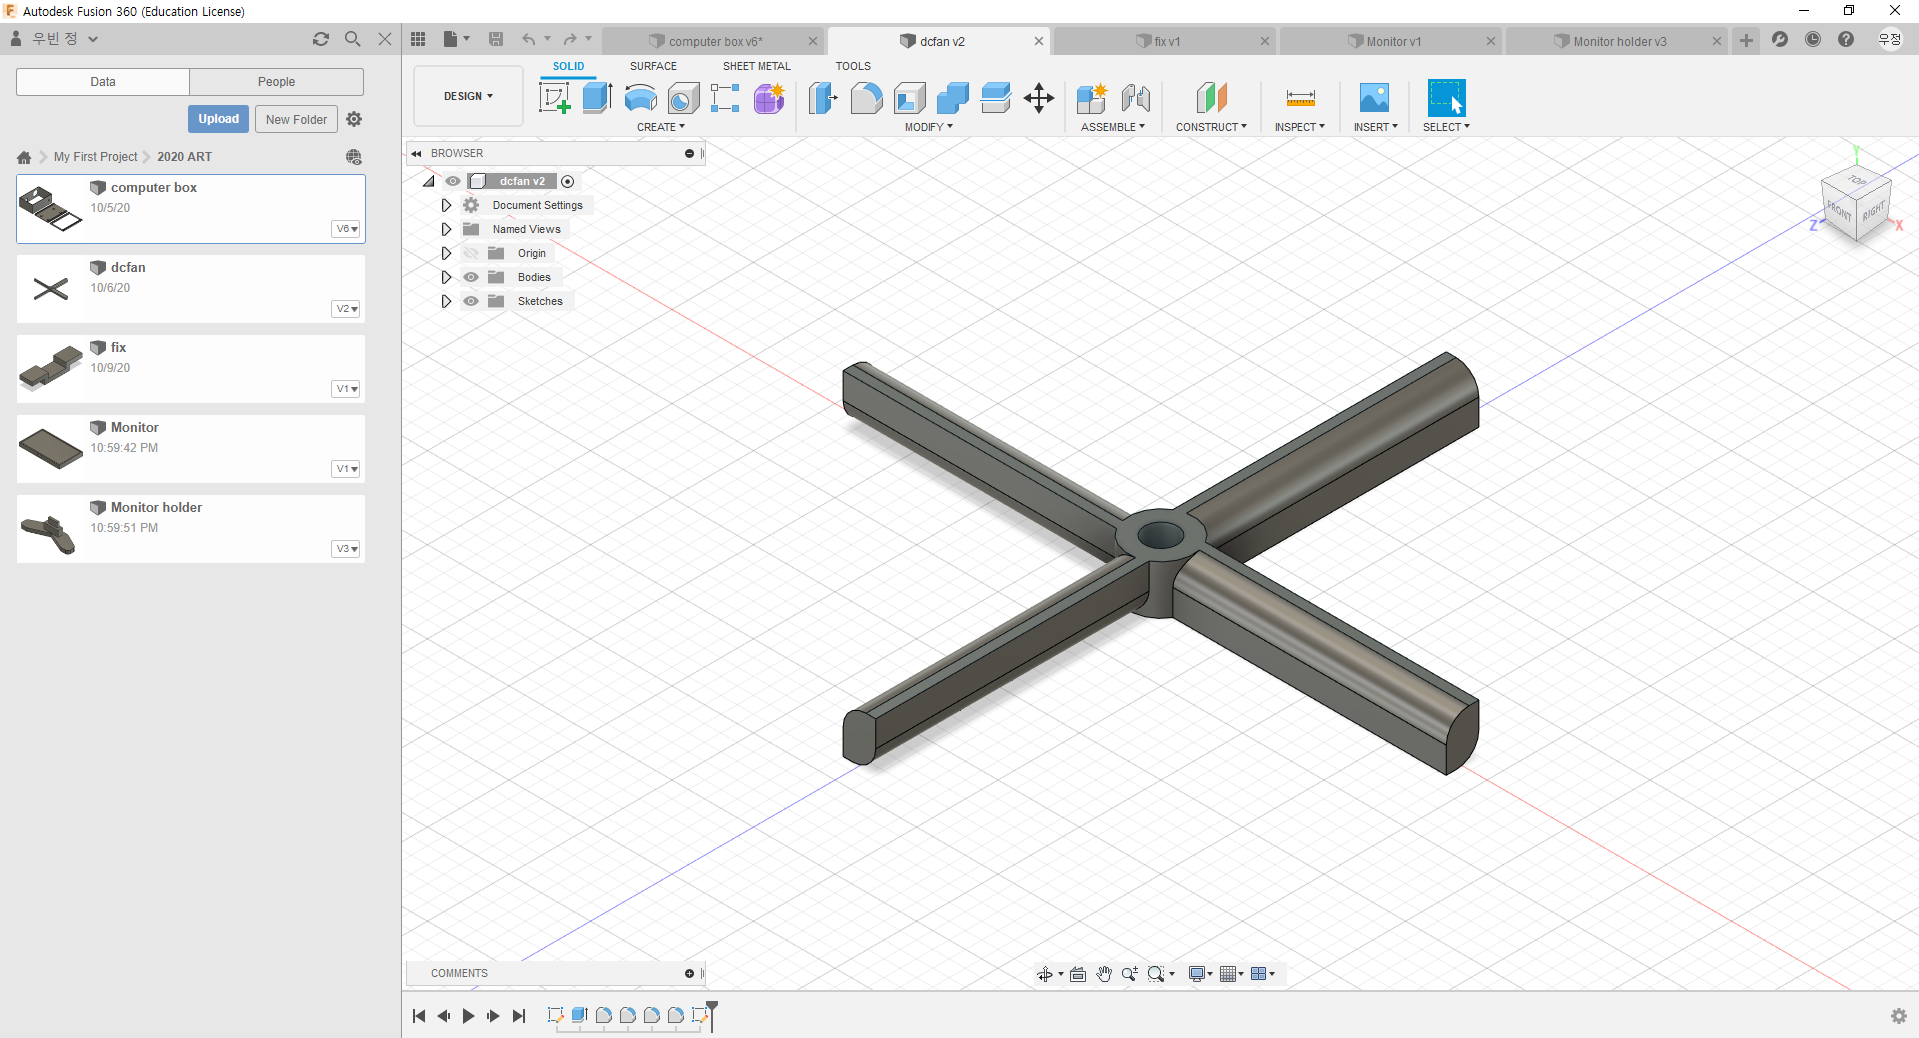 Autodesk Fusion 360 (Education License)
우빈 정
computer box v6*
dcfan v2
fix v1
Monitor v1
Monitor holder v3
우정
Data
People
Upload
New Folder
My First Project
2020 ART
computer box
10/5/20
V6
dcfan
10/6/20
V2
fix
10/9/20
V1
Monitor
10:59:42 PM
V1
Monitor holder
10:59:51 PM
V3
SOLID
SURFACE
SHEET METAL
TOOLS
DESIGN
CREATE
MODIFY
ASSEMBLE
CONSTRUCT
INSPECT
INSERT
SELECT
BROWSER
dcfan v2
Document Settings
Named Views
Origin
Bodies
Sketches
Y
TOP
FRONT
RIGHT
Z
X
COMMENTS